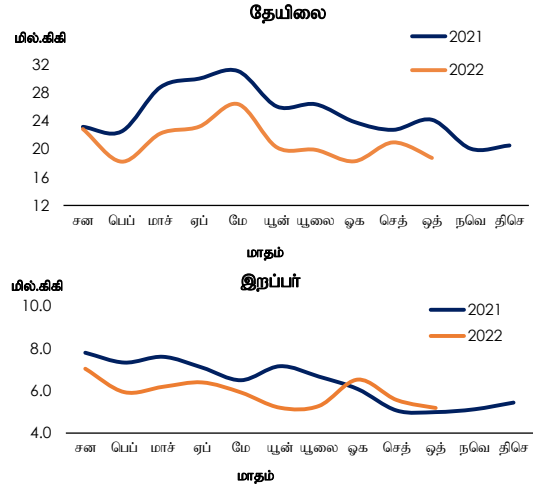 தேயிலை
மில்.கிகி
2021
2022
32
28
24
20
16
12
சன பெப் மார்ச் ஏப் மே யூன் யூலை ஓக செத் ஒத் நவெ திசெ
மாதம்
இறப்பர்
மில்.கிகி
10.0
2021
2022
8.0
6.0
4.0
சன பெப் மார்ச் ஏப் மே யூன் யூலை ஓக செத் ஒத் நவெ திசெ
மாதம்